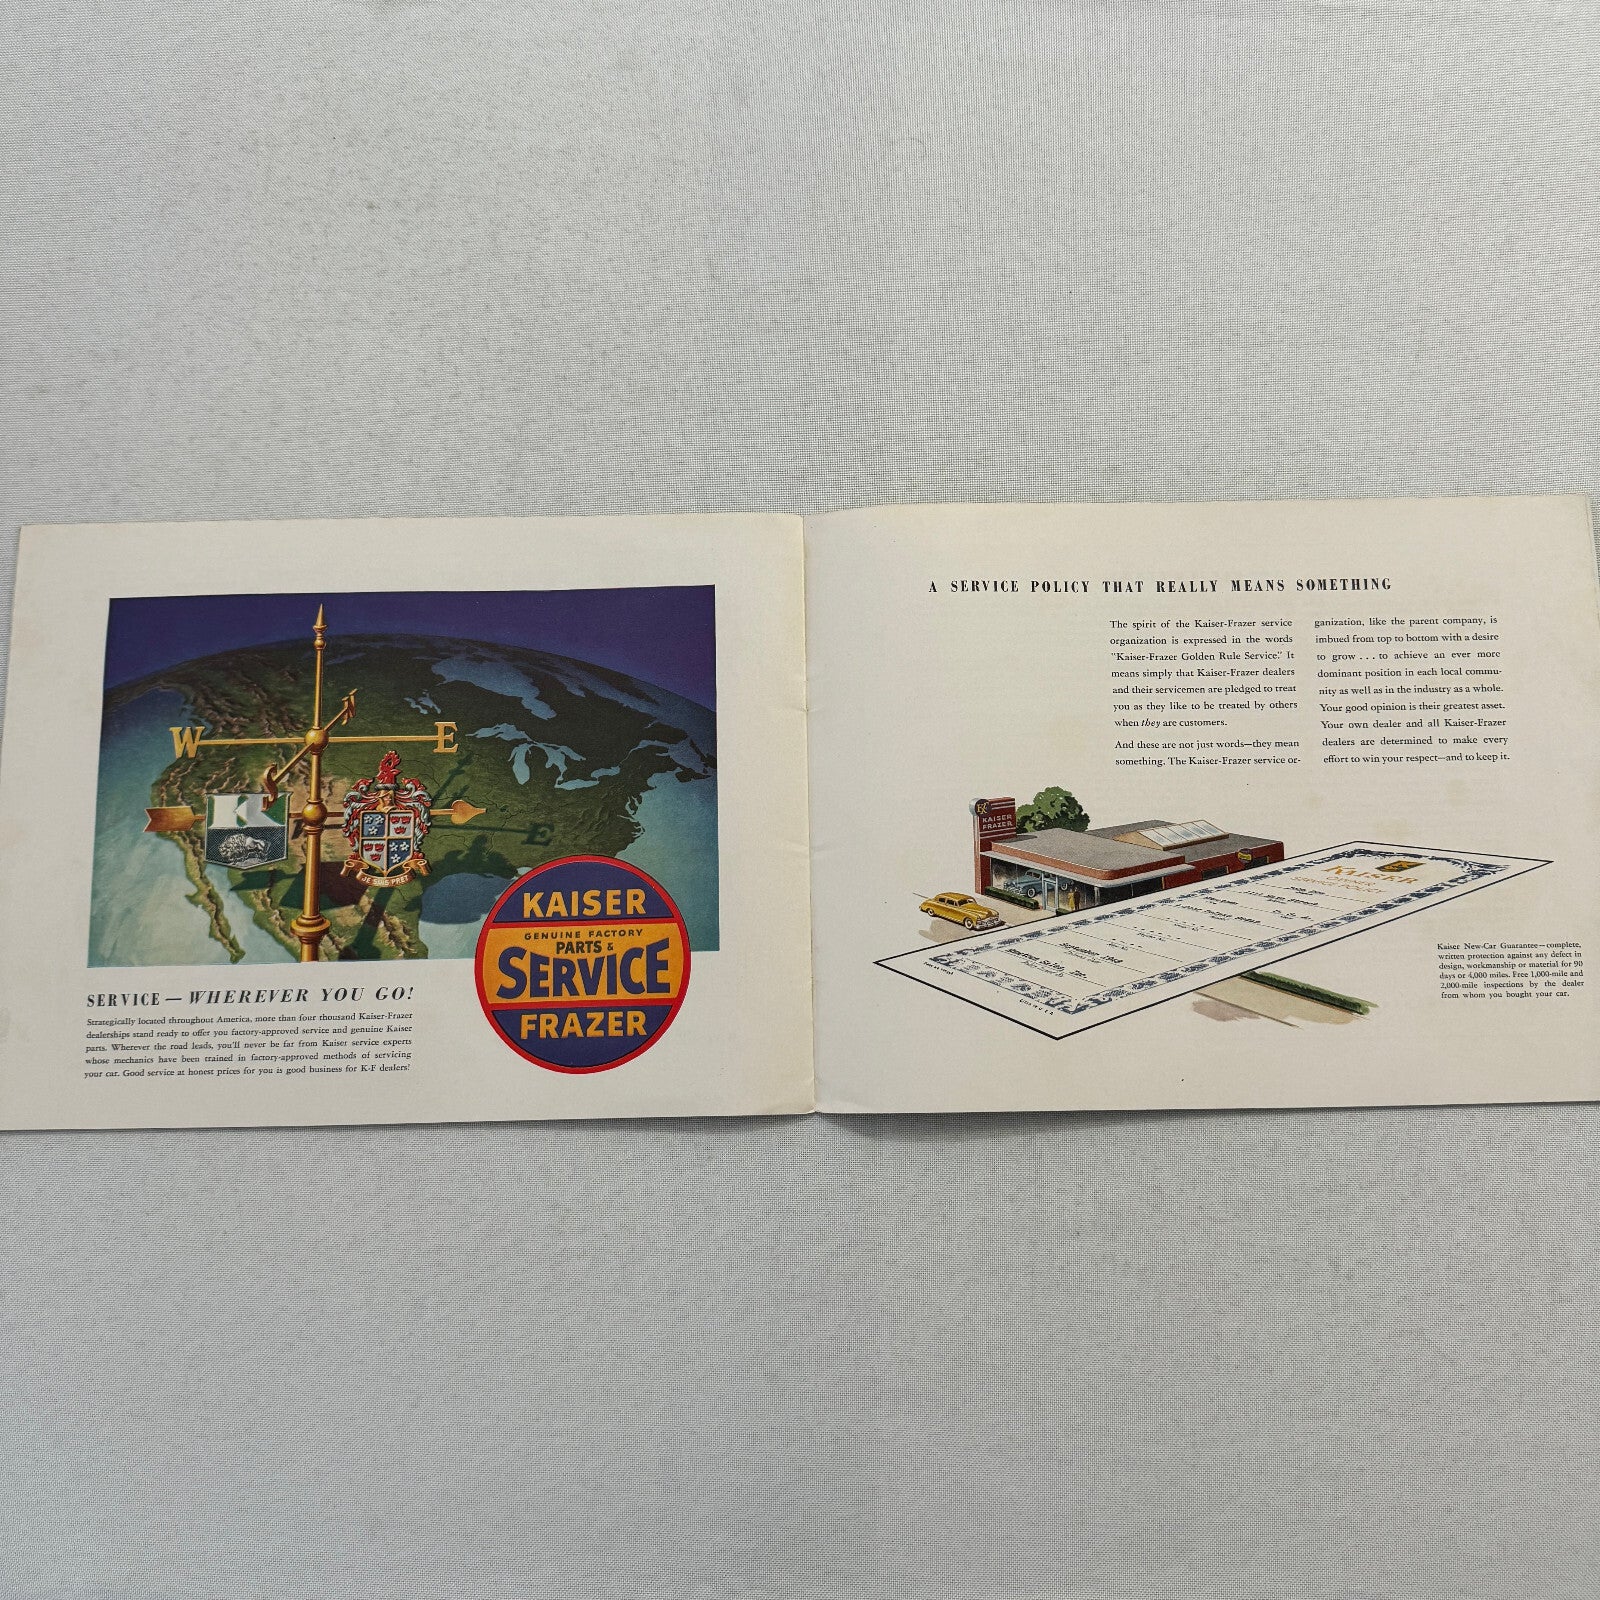 W
E
N
S
E
K
JE SUIS PRET
KAISER
GENUINE FACTORY
PARTS &
SERVICE
FRAZER
SERVICE — WHEREVER YOU GO!
Strategically located throughout America, more than four thousand Kaiser-Frazer
dealerships stand ready to offer you factory-approved service and genuine Kaiser
parts. Wherever the road leads, you'll never be far from Kaiser service experts
whose mechanics have been trained in factory-approved methods of servicing
your car. Good service at honest prices for you is good business for K-F dealers!
A SERVICE POLICY THAT REALLY MEANS SOMETHING
The spirit of the Kaiser-Frazer service
organization is expressed in the words
"Kaiser-Frazer Golden Rule Service." It
means simply that Kaiser-Frazer dealers
and their servicemen are pledged to treat
you as they like to be treated by others
when they are customers.
And these are not just words—they mean
something. The Kaiser-Frazer service or-
ganization, like the parent company, is
imbued from top to bottom with a desire
to grow . . . to achieve an ever more
dominant position in each local commu-
nity as well as in the industry as a whole.
Your good opinion is their greatest asset.
Your own dealer and all Kaiser-Frazer
dealers are determined to make every
effort to win your respect—and to keep it.
KAISER
FRAZER
KAISER
SERVICE POLICY
September 1948
Kaiser New-Car Guarantee—complete,
written protection against any defect in
design, workmanship or material for 90
days or 4,000 miles. Free 1,000-mile and
2,000-mile inspections by the dealer
from whom you bought your car.